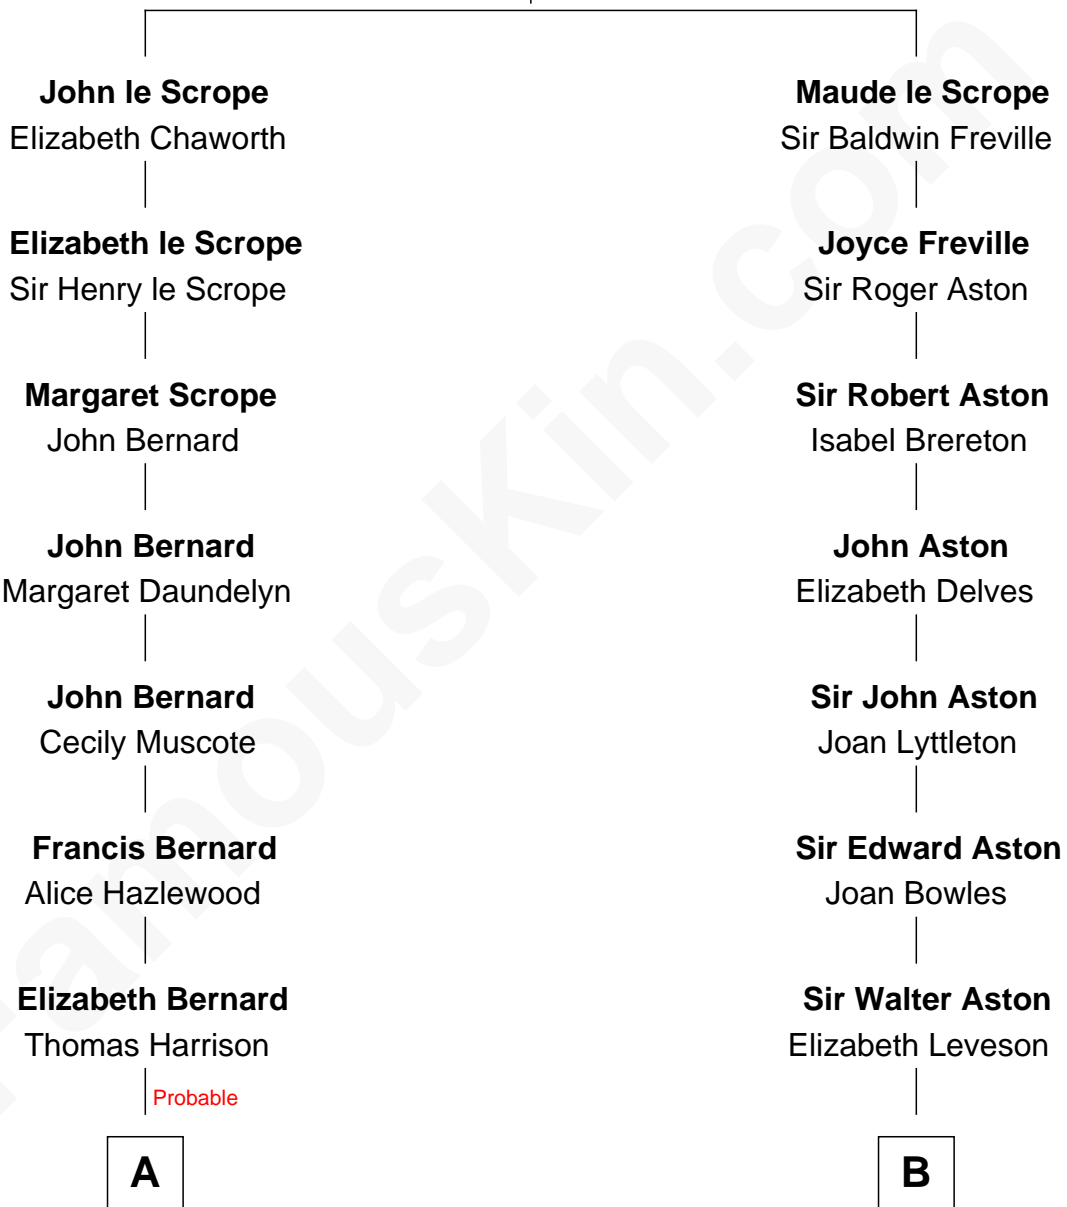 John le Scrope
Elizabeth Chaworth
Elizabeth le Scrope
Sir Henry le Scrope
Margaret Scrope
John Bernard
John Bernard
Margaret Daundelyn
John Bernard
Cecily Muscote
Francis Bernard
Alice Hazlewood
Elizabeth Bernard
Thomas Harrison
Probable
A
Maude le Scrope
Sir Baldwin Freville
Joyce Freville
Sir Roger Aston
Sir Robert Aston
Isabel Brereton
John Aston
Elizabeth Delves
Sir John Aston
Joan Lyttleton
Sir Edward Aston
Joan Bowles
Sir Walter Aston
Elizabeth Leveson
B
FamousKin.com